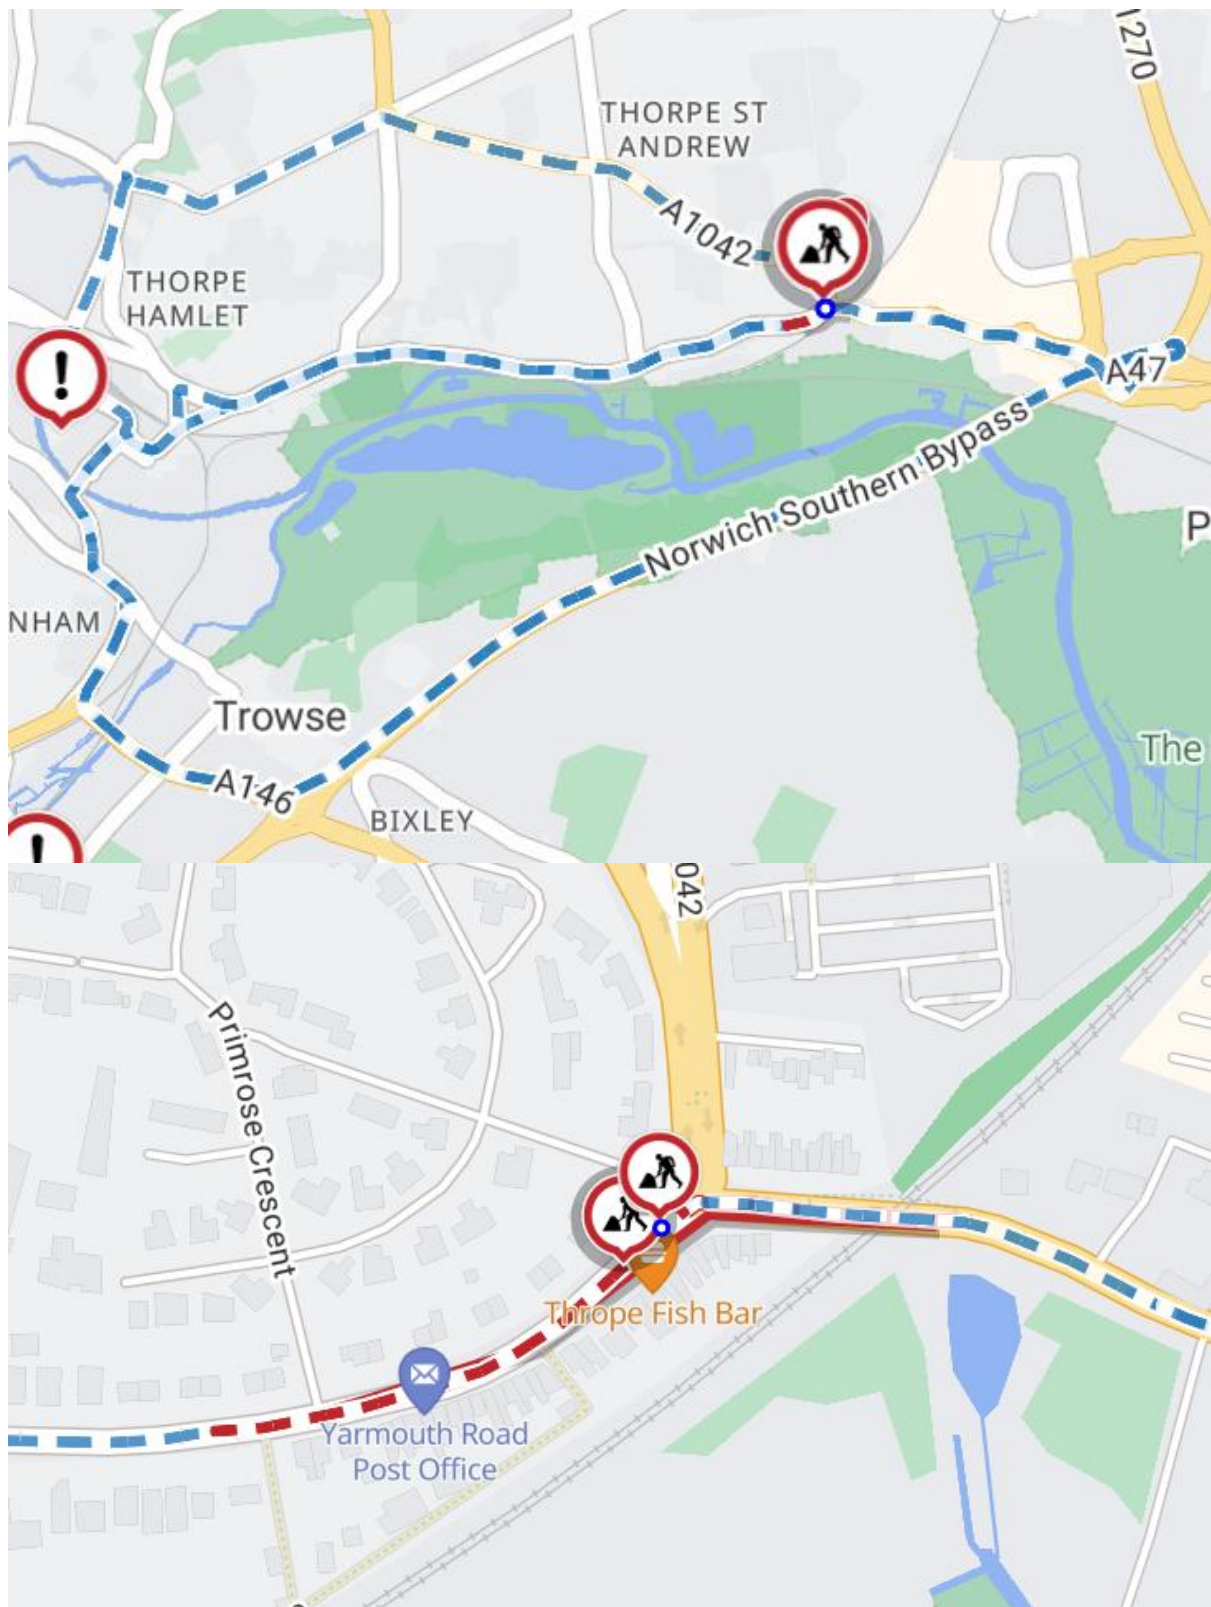 1270
THORPE ST
ANDREW
A1042
THORPE
HAMLET
!
A47
Norwich Southern Bypass
P
NHAM
Trowse
The
A146
BIXLEY
!
042
Primrose Crescent
Thrope Fish Bar
Yarmouth Road
Post Office